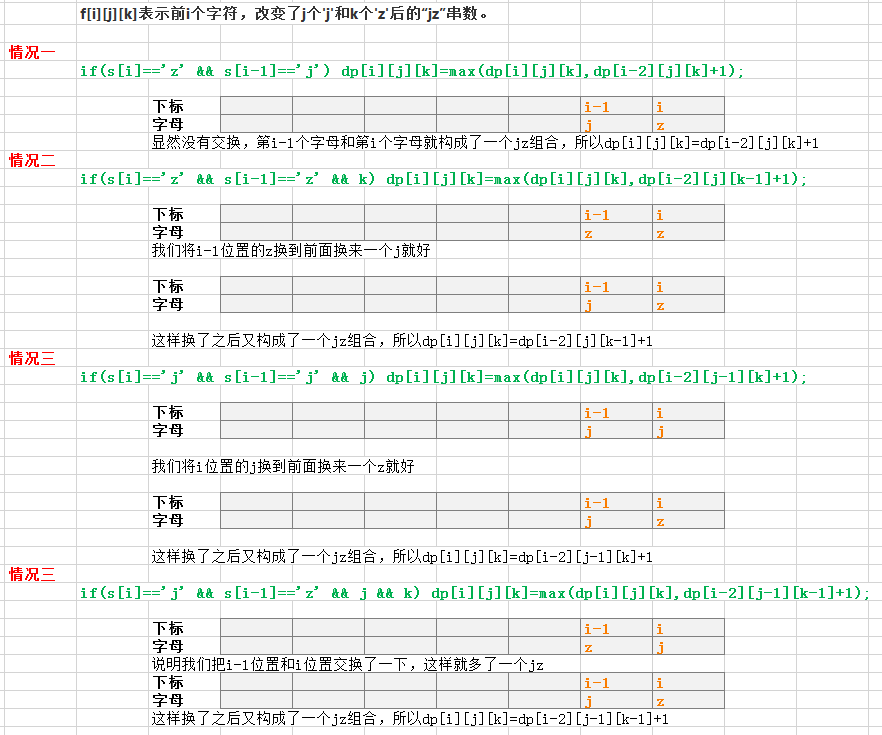 f[i][j][k]表示前i个字符，改变了j个'j'和k个'z'后的“jz”串数。
情况一
if(s[i]=='z' && s[i-1]=='j') dp[i][j][k]=max(dp[i][j][k],dp[i-2][j][k]+1);
下标 i-1 i
字母 j z
显然没有交换，第i-1个字母和第i个字母就构成了一个jz组合，所以dp[i][j][k]=dp[i-2][j][k]+1
情况二
if(s[i]=='z' && s[i-1]=='z' && k) dp[i][j][k]=max(dp[i][j][k],dp[i-2][j][k-1]+1);
下标 i-1 i
字母 z z
我们将i-1位置的z换到前面换来一个j就好
下标 i-1 i
字母 j z
这样换了之后又构成了一个jz组合，所以dp[i][j][k]=dp[i-2][j][k-1]+1
情况三
if(s[i]=='j' && s[i-1]=='j' && j) dp[i][j][k]=max(dp[i][j][k],dp[i-2][j-1][k]+1);
下标 i-1 i
字母 j j
我们将i位置的j换到前面换来一个z就好
下标 i-1 i
字母 j z
这样换了之后又构成了一个jz组合，所以dp[i][j][k]=dp[i-2][j-1][k]+1
情况三
if(s[i]=='j' && s[i-1]=='z' && j && k) dp[i][j][k]=max(dp[i][j][k],dp[i-2][j-1][k-1]+1);
下标 i-1 i
字母 z j
说明我们把i-1位置和i位置交换了一下，这样就多了一个jz
下标 i-1 i
字母 j z
这样换了之后又构成了一个jz组合，所以dp[i][j][k]=dp[i-2][j-1][k-1]+1